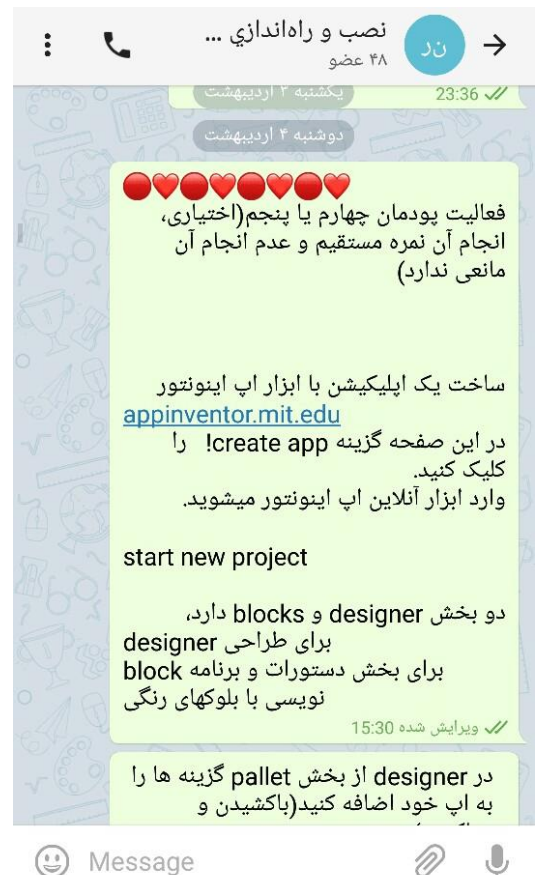 نصب و راه‌اندازي ...
نر
۴۸ عضو
یکشنبه ۳ اردیبهشت
23:36
دوشنبه ۴ اردیبهشت
فعالیت پودمان چهارم یا پنجم(اختیاری،
انجام آن نمره مستقیم و عدم انجام آن
مانعی ندارد)
ساخت یک اپلیکیشن با ابزار اپ اینونتور
appinventor.mit.edu
در این صفحه گزینه create app! را
کلیک کنید.
وارد ابزار آنلاین اپ اینونتور میشوید.
start new project
دو بخش designer و blocks دارد،
برای طراحی designer
برای بخش دستورات و برنامه block
نویسی با بلوکهای رنگی
ویرایش شده 15:30
در designer از بخش pallet گزینه ها را
به اپ خود اضافه کنید(باکشیدن و
Message